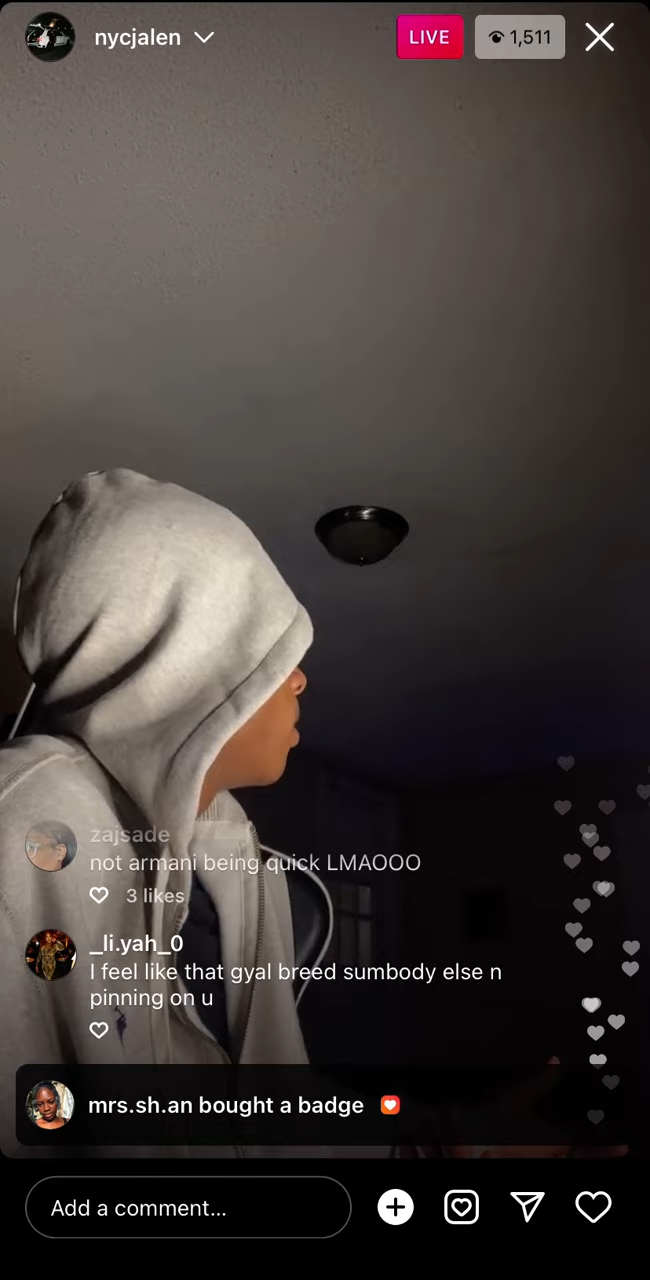 nycjalen
LIVE
1,511
zajsade
not armani being quick LMAOOO
3 likes
_li.yah_0
I feel like that gyal breed sumbody else n
pinning on u
mrs.sh.an bought a badge
Add a comment...